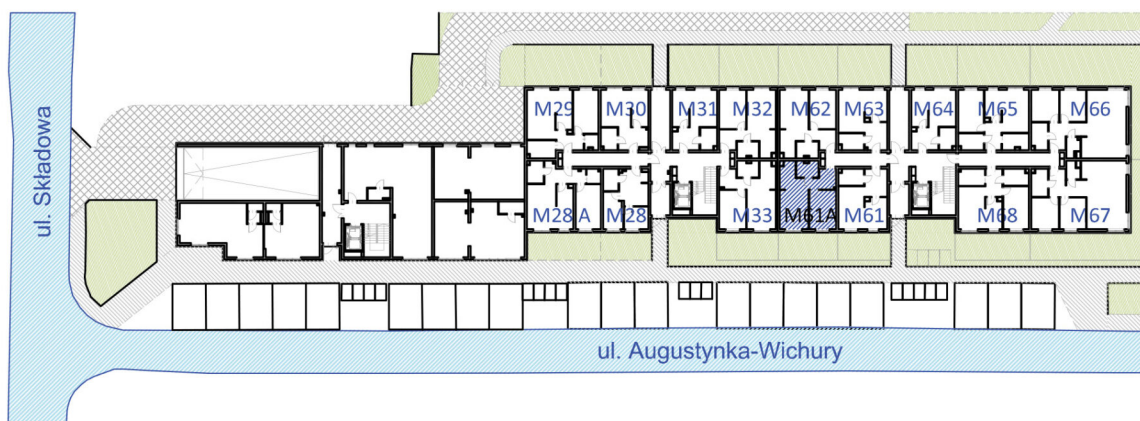 ul. Składowa
M29
M30
M31
M32
M62
M63
M64
M65
M66
M28 A
M28
M33
M61A
M61
M68
M67
ul. Augustynka-Wichury